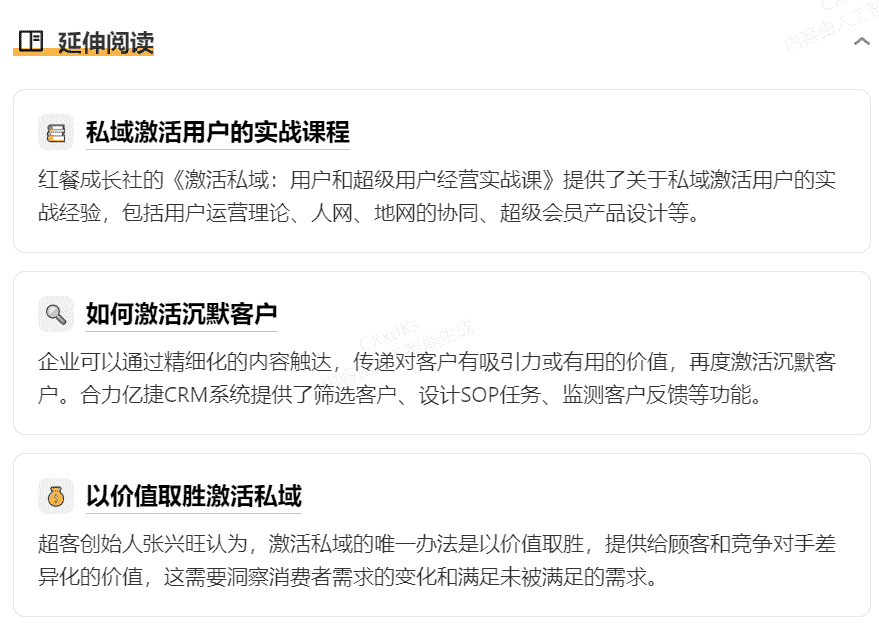 延伸阅读
私域激活用户的实战课程
红餐成长社的《激活私域：用户和超级用户经营实战课》提供了关于私域激活用户的实
战经验，包括用户运营理论、人网、地网的协同、超级会员产品设计等。
如何激活沉默客户
企业可以通过精细化的内容触达，传递对客户有吸引力或有用的价值，再度激活沉默客
户。合力亿捷CRM系统提供了筛选客户、设计SOP任务、监测客户反馈等功能。
以价值取胜激活私域
超客创始人张兴旺认为，激活私域的唯一办法是以价值取胜，提供给顾客和竞争对手差
异化的价值，这需要洞察消费者需求的变化和满足未被满足的需求。